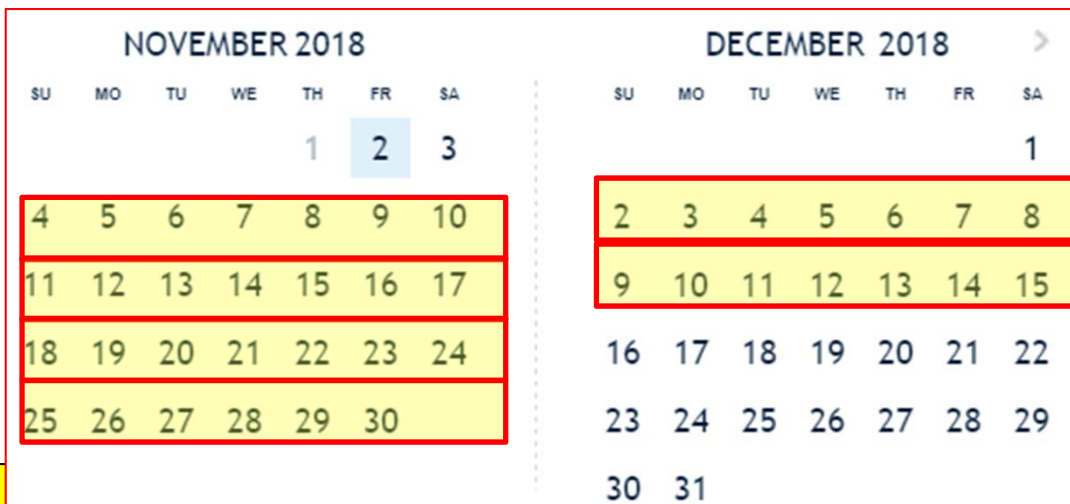 NOVEMBER 2018
SU MO TU WE TH FR SA
1 2 3
4 5 6 7 8 9 10
11 12 13 14 15 16 17
18 19 20 21 22 23 24
25 26 27 28 29 30
DECEMBER 2018 >
SU MO TU WE TH FR SA
1
2 3 4 5 6 7 8
9 10 11 12 13 14 15
16 17 18 19 20 21 22
23 24 25 26 27 28 29
30 31